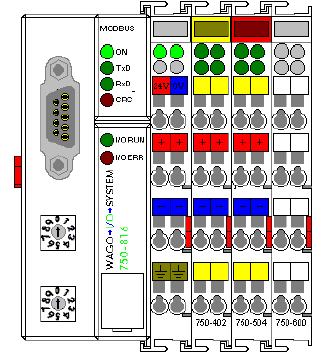 MODBUS
ON
TxD
RxD
CRC
24V 0V
I/O RUN
I/O ERR
WAGO I/O SYSTEM
750-816
+ + + + + +
- - - - - -
750-402
750-504
750-600